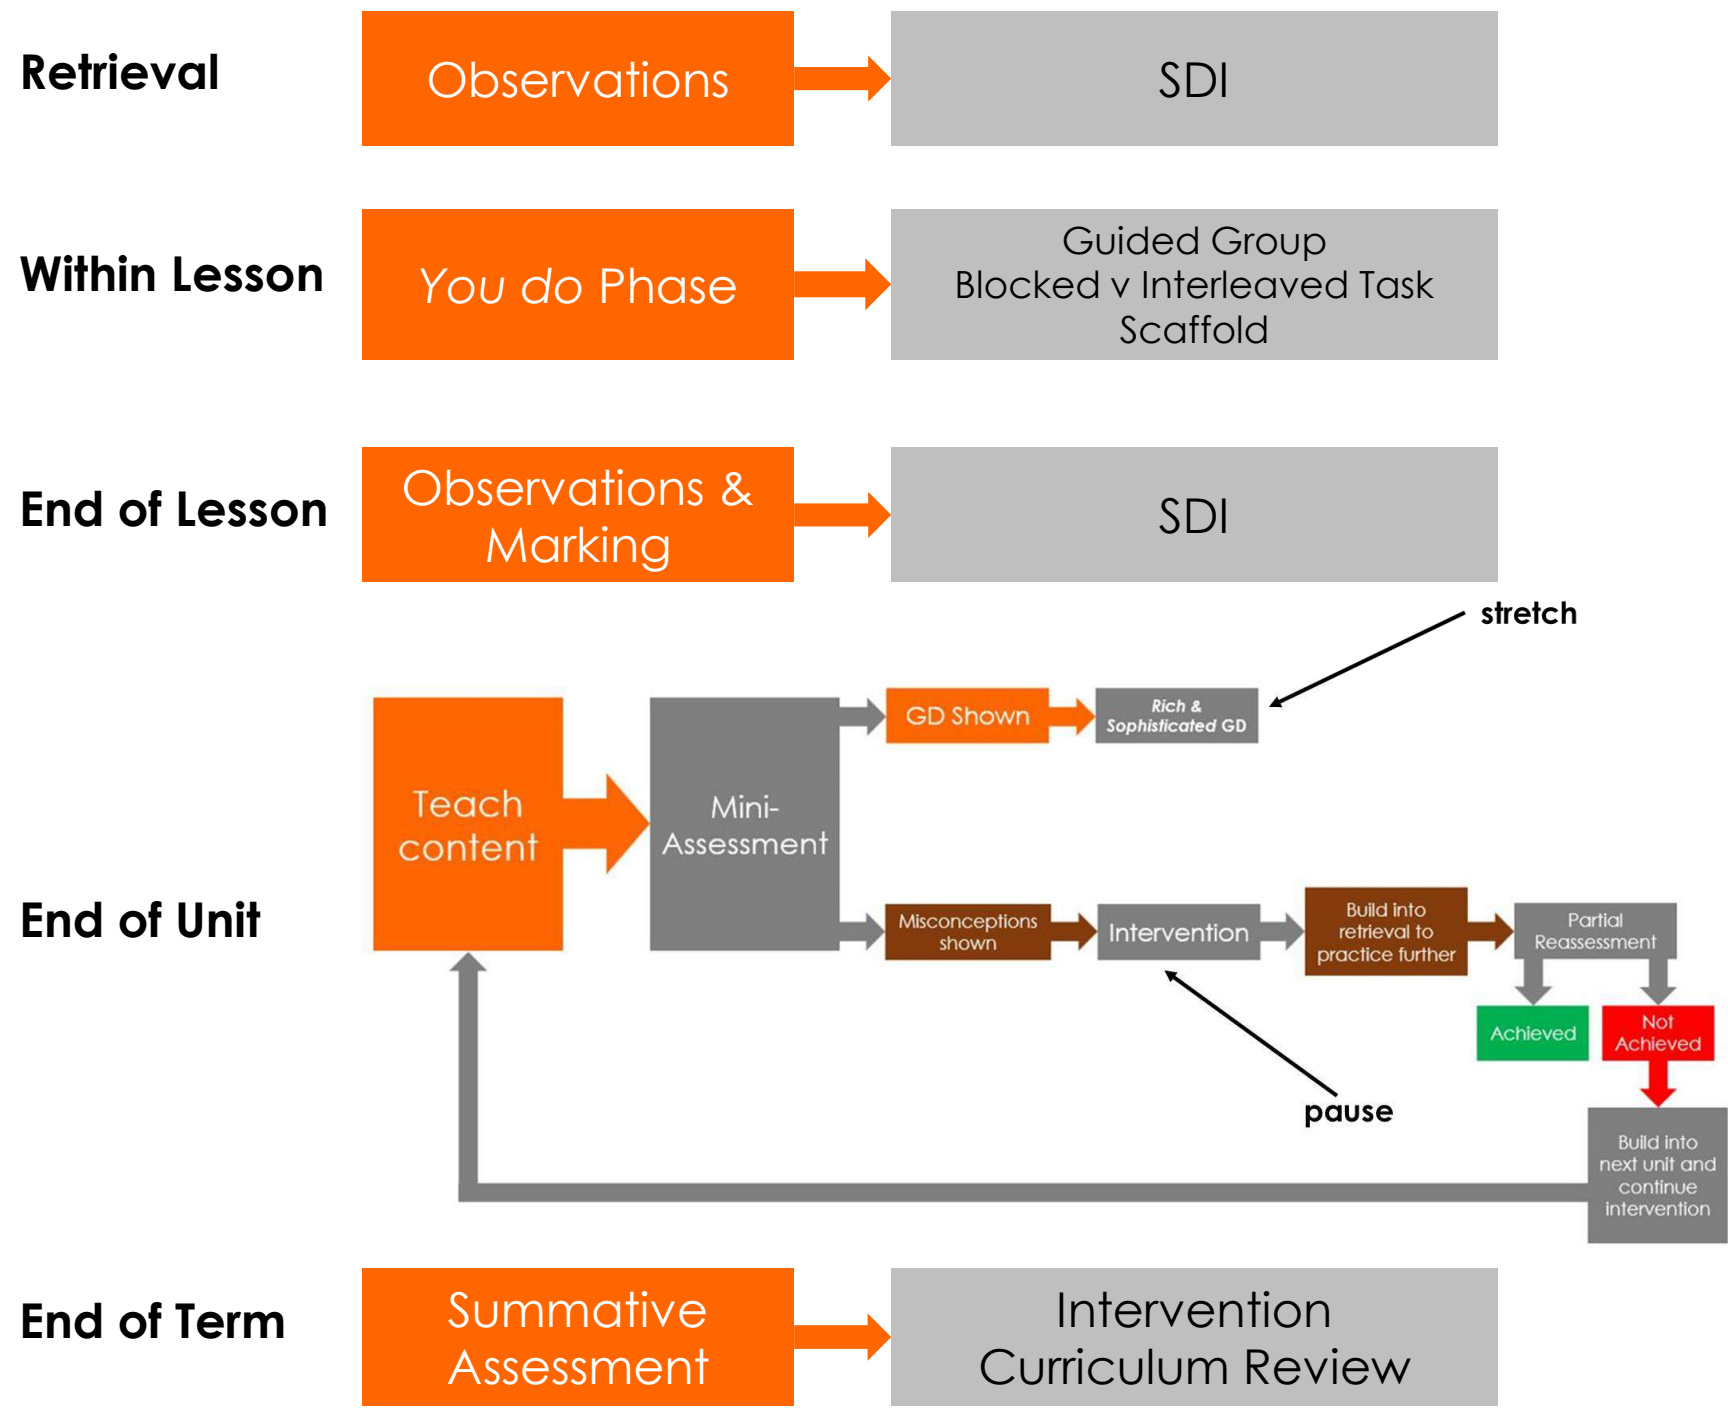 Retrieval
Observations
SDI
Within Lesson
You do Phase
Guided Group
Blocked v Interleaved Task
Scaffold
End of Lesson
Observations &
Marking
SDI
stretch
GD Shown
Rich &
Sophisticated GD
Teach
content
Mini-
Assessment
End of Unit
Misconceptions
shown
Intervention
Build into
retrieval to
practice further
Partial
Reassessment
Achieved
Not
Achieved
pause
Build into
next unit and
continue
intervention
End of Term
Summative
Assessment
Intervention
Curriculum Review